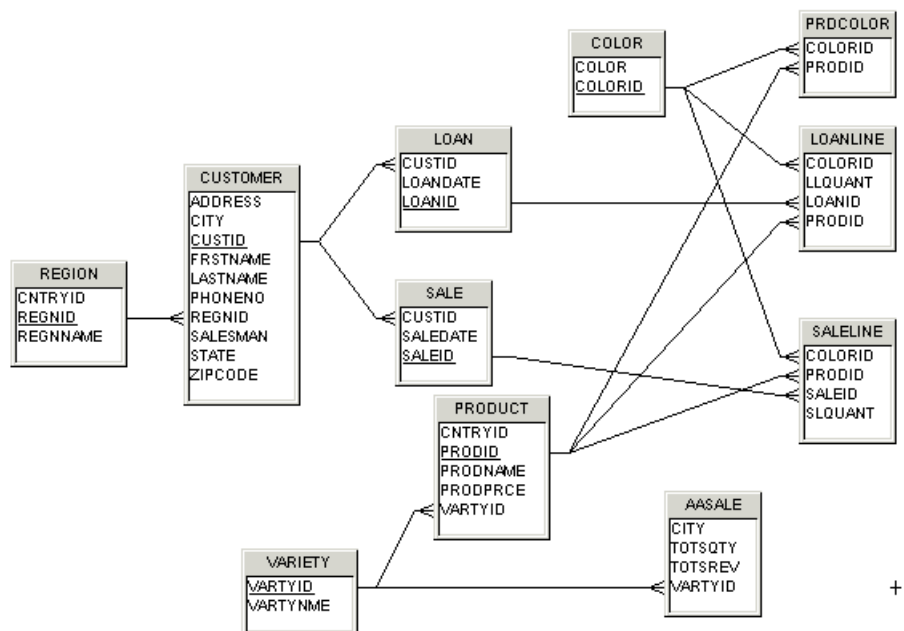 PRDCOLOR
COLORID
PRODID
COLOR
COLOR
COLORID
LOAN
CUSTID
LOANDATE
LOANID
LOANLINE
COLORID
LLQUANT
LOANID
PRODID
CUSTOMER
ADDRESS
CITY
CUSTID
FRSTNAME
LASTNAME
PHONENO
REGNID
SALESMAN
STATE
ZIPCODE
REGION
CNTRYID
REGNID
REGNNAME
SALE
CUSTID
SALEDATE
SALEID
SALELINE
COLORID
PRODID
SALEID
SLQUANT
PRODUCT
CNTRYID
PRODID
PRODNAME
PRODPRCE
VARTYID
AASALE
CITY
TOTSQTY
TOTSREV
VARTYID
VARIETY
VARTYID
VARTYNME
+